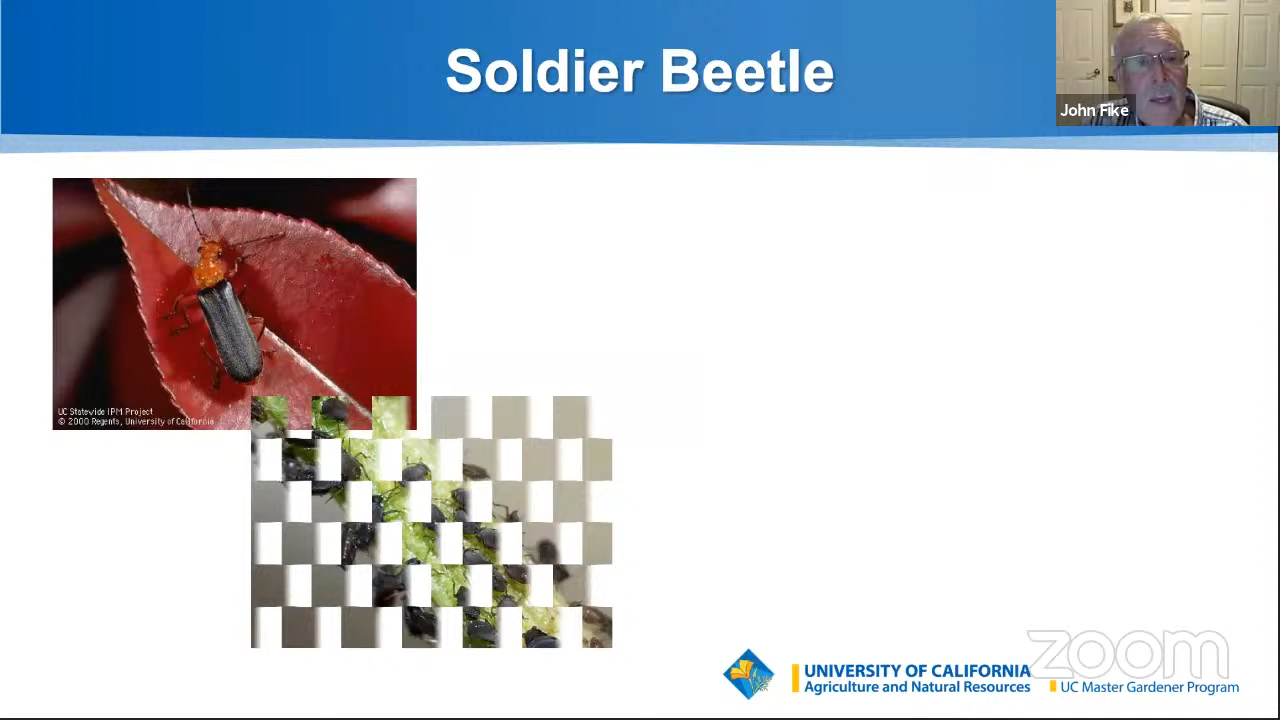 Soldier Beetle
John Fike
UC Statewide IPM Project
© 2000 Regents, University of California
UNIVERSITY OF CALIFORNIA
Agriculture and Natural Resources
UC Master Gardener Program
zoom